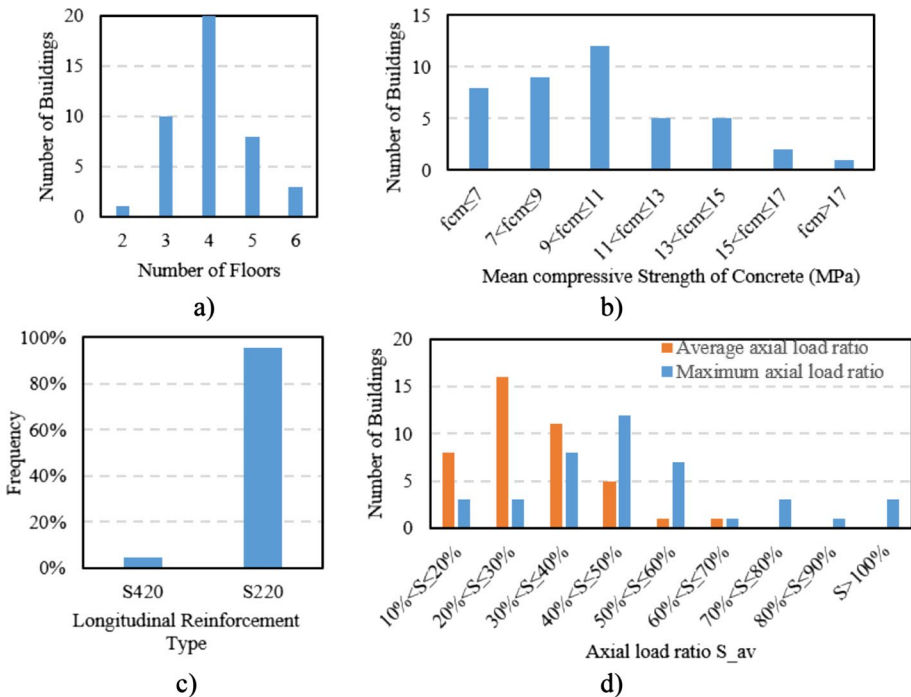 20
15
10
5
0
Number of Buildings
2 3 4 5 6
Number of Floors
a)
15
10
5
0
Number of Buildings
fcm≤7
7<fcm≤9
9<fcm≤11
11<fcm≤13
13<fcm≤15
15<fcm≤17
fcm>17
Mean compressive Strength of Concrete (MPa)
b)
100%
80%
60%
40%
20%
0%
Frequency
S420 S220
Longitudinal Reinforcement
Type
c)
20
15
10
5
0
Number of Buildings
Average axial load ratio
Maximum axial load ratio
10%<S≤20%
20%<S≤30%
30%<S≤40%
40%<S≤50%
50%<S≤60%
60%<S≤70%
70%<S≤80%
80%<S≤90%
S>100%
Axial load ratio S_av
d)